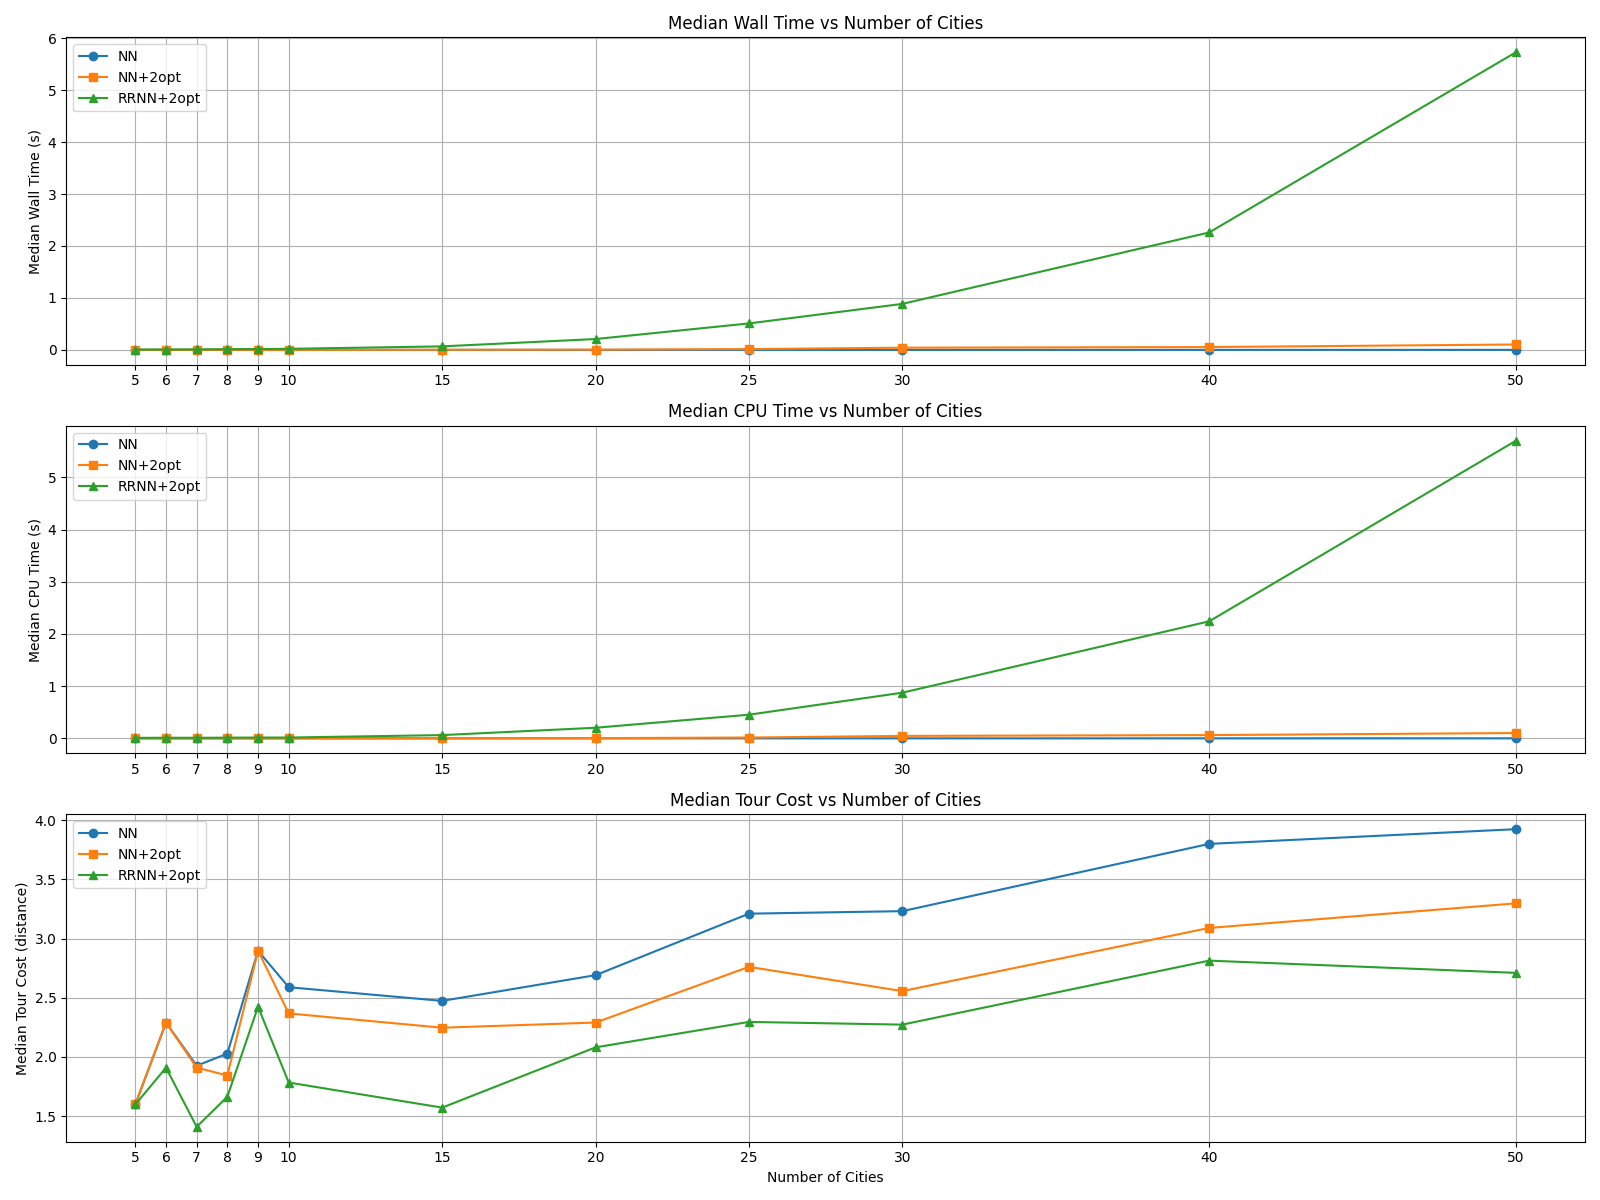 Median Wall Time vs Number of Cities
NN
NN+2opt
RRNN+2opt
Median Wall Time (s)
6
5
4
3
2
1
0
5 6 7 8 9 10 15 20 25 30 40 50
Median CPU Time vs Number of Cities
NN
NN+2opt
RRNN+2opt
Median CPU Time (s)
5
4
3
2
1
0
5 6 7 8 9 10 15 20 25 30 40 50
Median Tour Cost vs Number of Cities
NN
NN+2opt
RRNN+2opt
Median Tour Cost (distance)
4.0
3.5
3.0
2.5
2.0
1.5
5 6 7 8 9 10 15 20 25 30 40 50
Number of Cities